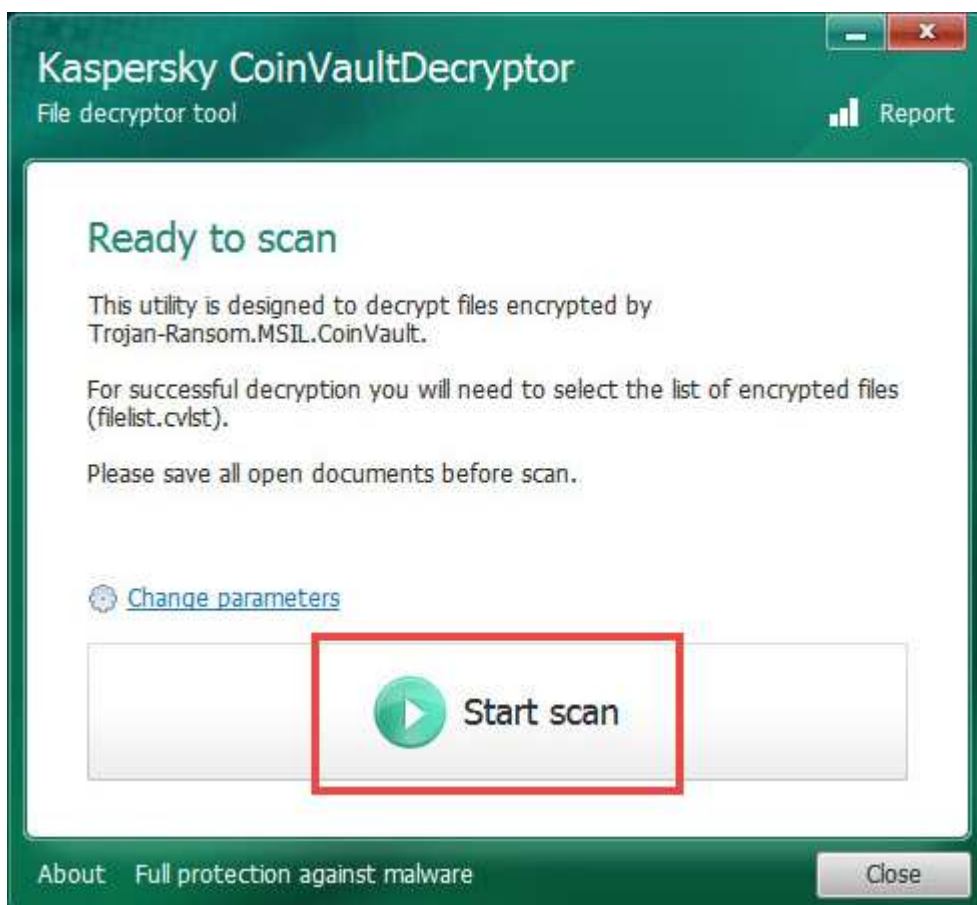 Kaspersky CoinVaultDecryptor
File decryptor tool
Report
Ready to scan
This utility is designed to decrypt files encrypted by
Trojan-Ransom.MSIL.CoinVault.
For successful decryption you will need to select the list of encrypted files
(filelist.cvlst).
Please save all open documents before scan.
Change parameters
Start scan
About Full protection against malware Close